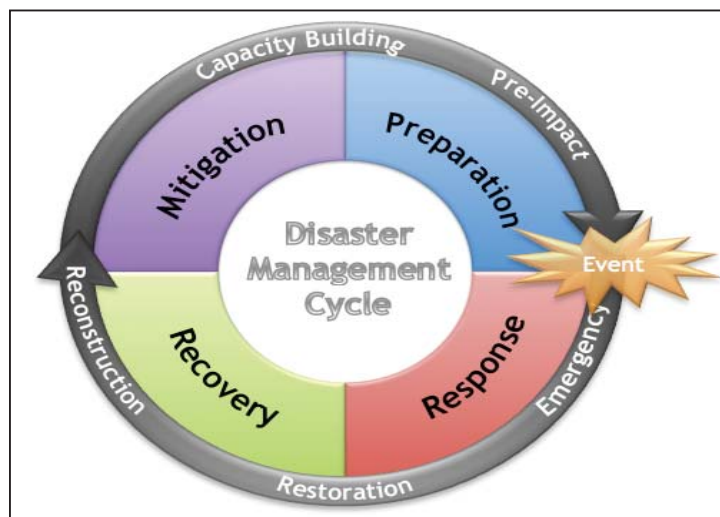 Capacity Building
Pre-Impact
Mitigation
Preparation
Disaster
Management
Cycle
Event
Reconstruction
Recovery
Response
Emergency
Restoration